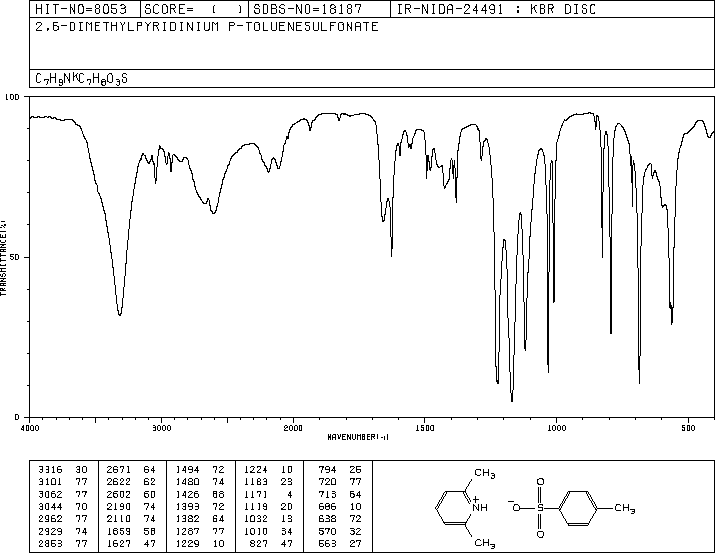 HIT-NO=8053 SCORE= ( ) SDBS-NO=18187 IR-NIDA-24491 : KBR DISC
2,6-DIMETHYLPYRIDINIUM P-TOLUENESULFONATE
C7H9N*C7H8O3S
100
50
0
TRANSMITTANCE(%)
4000 3000 2000 1500 1000 500
WAVENUMBER(-1)
3316 30 2671 64 1494 72 1224 10 794 25
3101 77 2622 62 1480 74 1183 23 720 77
3062 77 2602 60 1426 68 1171 4 713 64
3044 70 2190 74 1393 72 1119 20 686 10
2962 77 2110 74 1382 64 1032 13 638 72
2929 74 1659 58 1287 77 1010 34 570 32
2863 77 1627 47 1229 10 827 47 563 27
CH3
+
NH
CH3
O
-
O S CH3
O